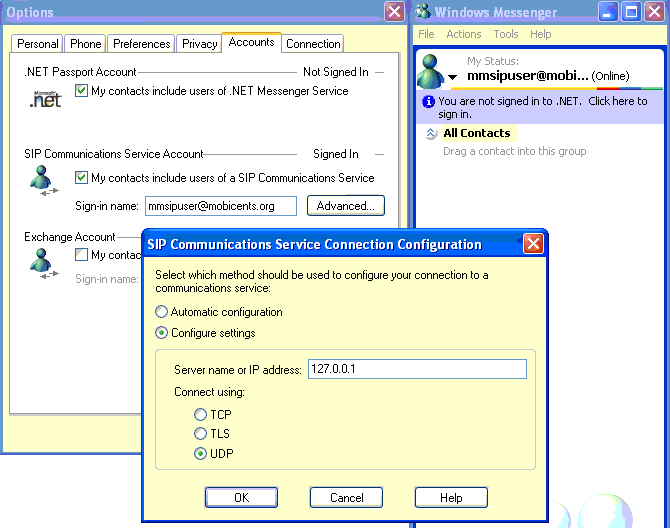 Options
Personal Phone Preferences Privacy Accounts Connection
.NET Passport Account Not Signed In
Microsoft .net
My contacts include users of .NET Messenger Service
SIP Communications Service Account Signed In
My contacts include users of a SIP Communications Service
Sign-in name: mmsipuser@mobicents.org Advanced...
Exchange Account
My contac
Sign-in name:
SIP Communications Service Connection Configuration
Select which method should be used to configure your connection to a
communications service:
Automatic configuration
Configure settings
Server name or IP address: 127.0.0.1
Connect using:
TCP
TLS
UDP
OK Cancel Help
Windows Messenger
File Actions Tools Help
My Status:
mmsipuser@mobi... (Online)
You are not signed in to .NET. Click here to
sign in.
All Contacts
Drag a contact into this group